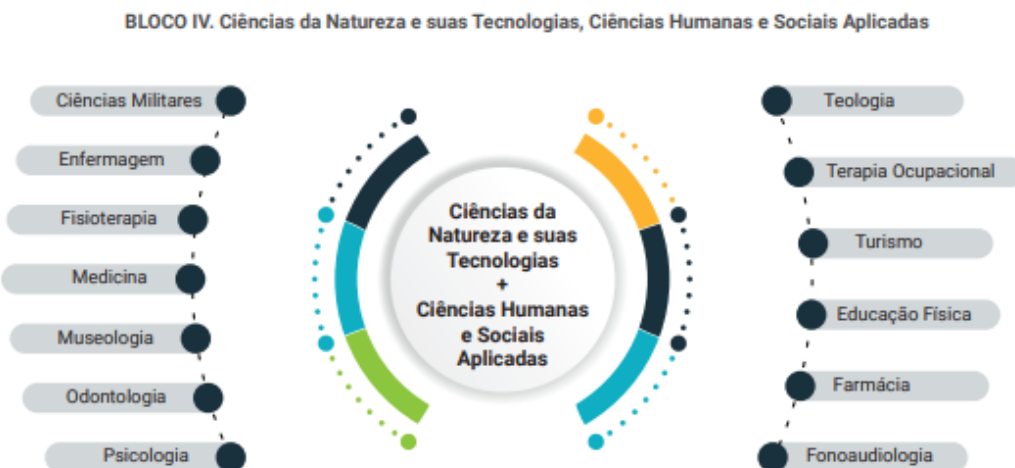 BLOCO IV. Ciências da Natureza e suas Tecnologias, Ciências Humanas e Sociais Aplicadas
Ciências Militares
Enfermagem
Fisioterapia
Medicina
Museologia
Odontologia
Psicologia
Ciências da
Natureza e suas
Tecnologias
+
Ciências Humanas
e Sociais
Aplicadas
Teologia
Terapia Ocupacional
Turismo
Educação Física
Farmácia
Fonoaudiologia